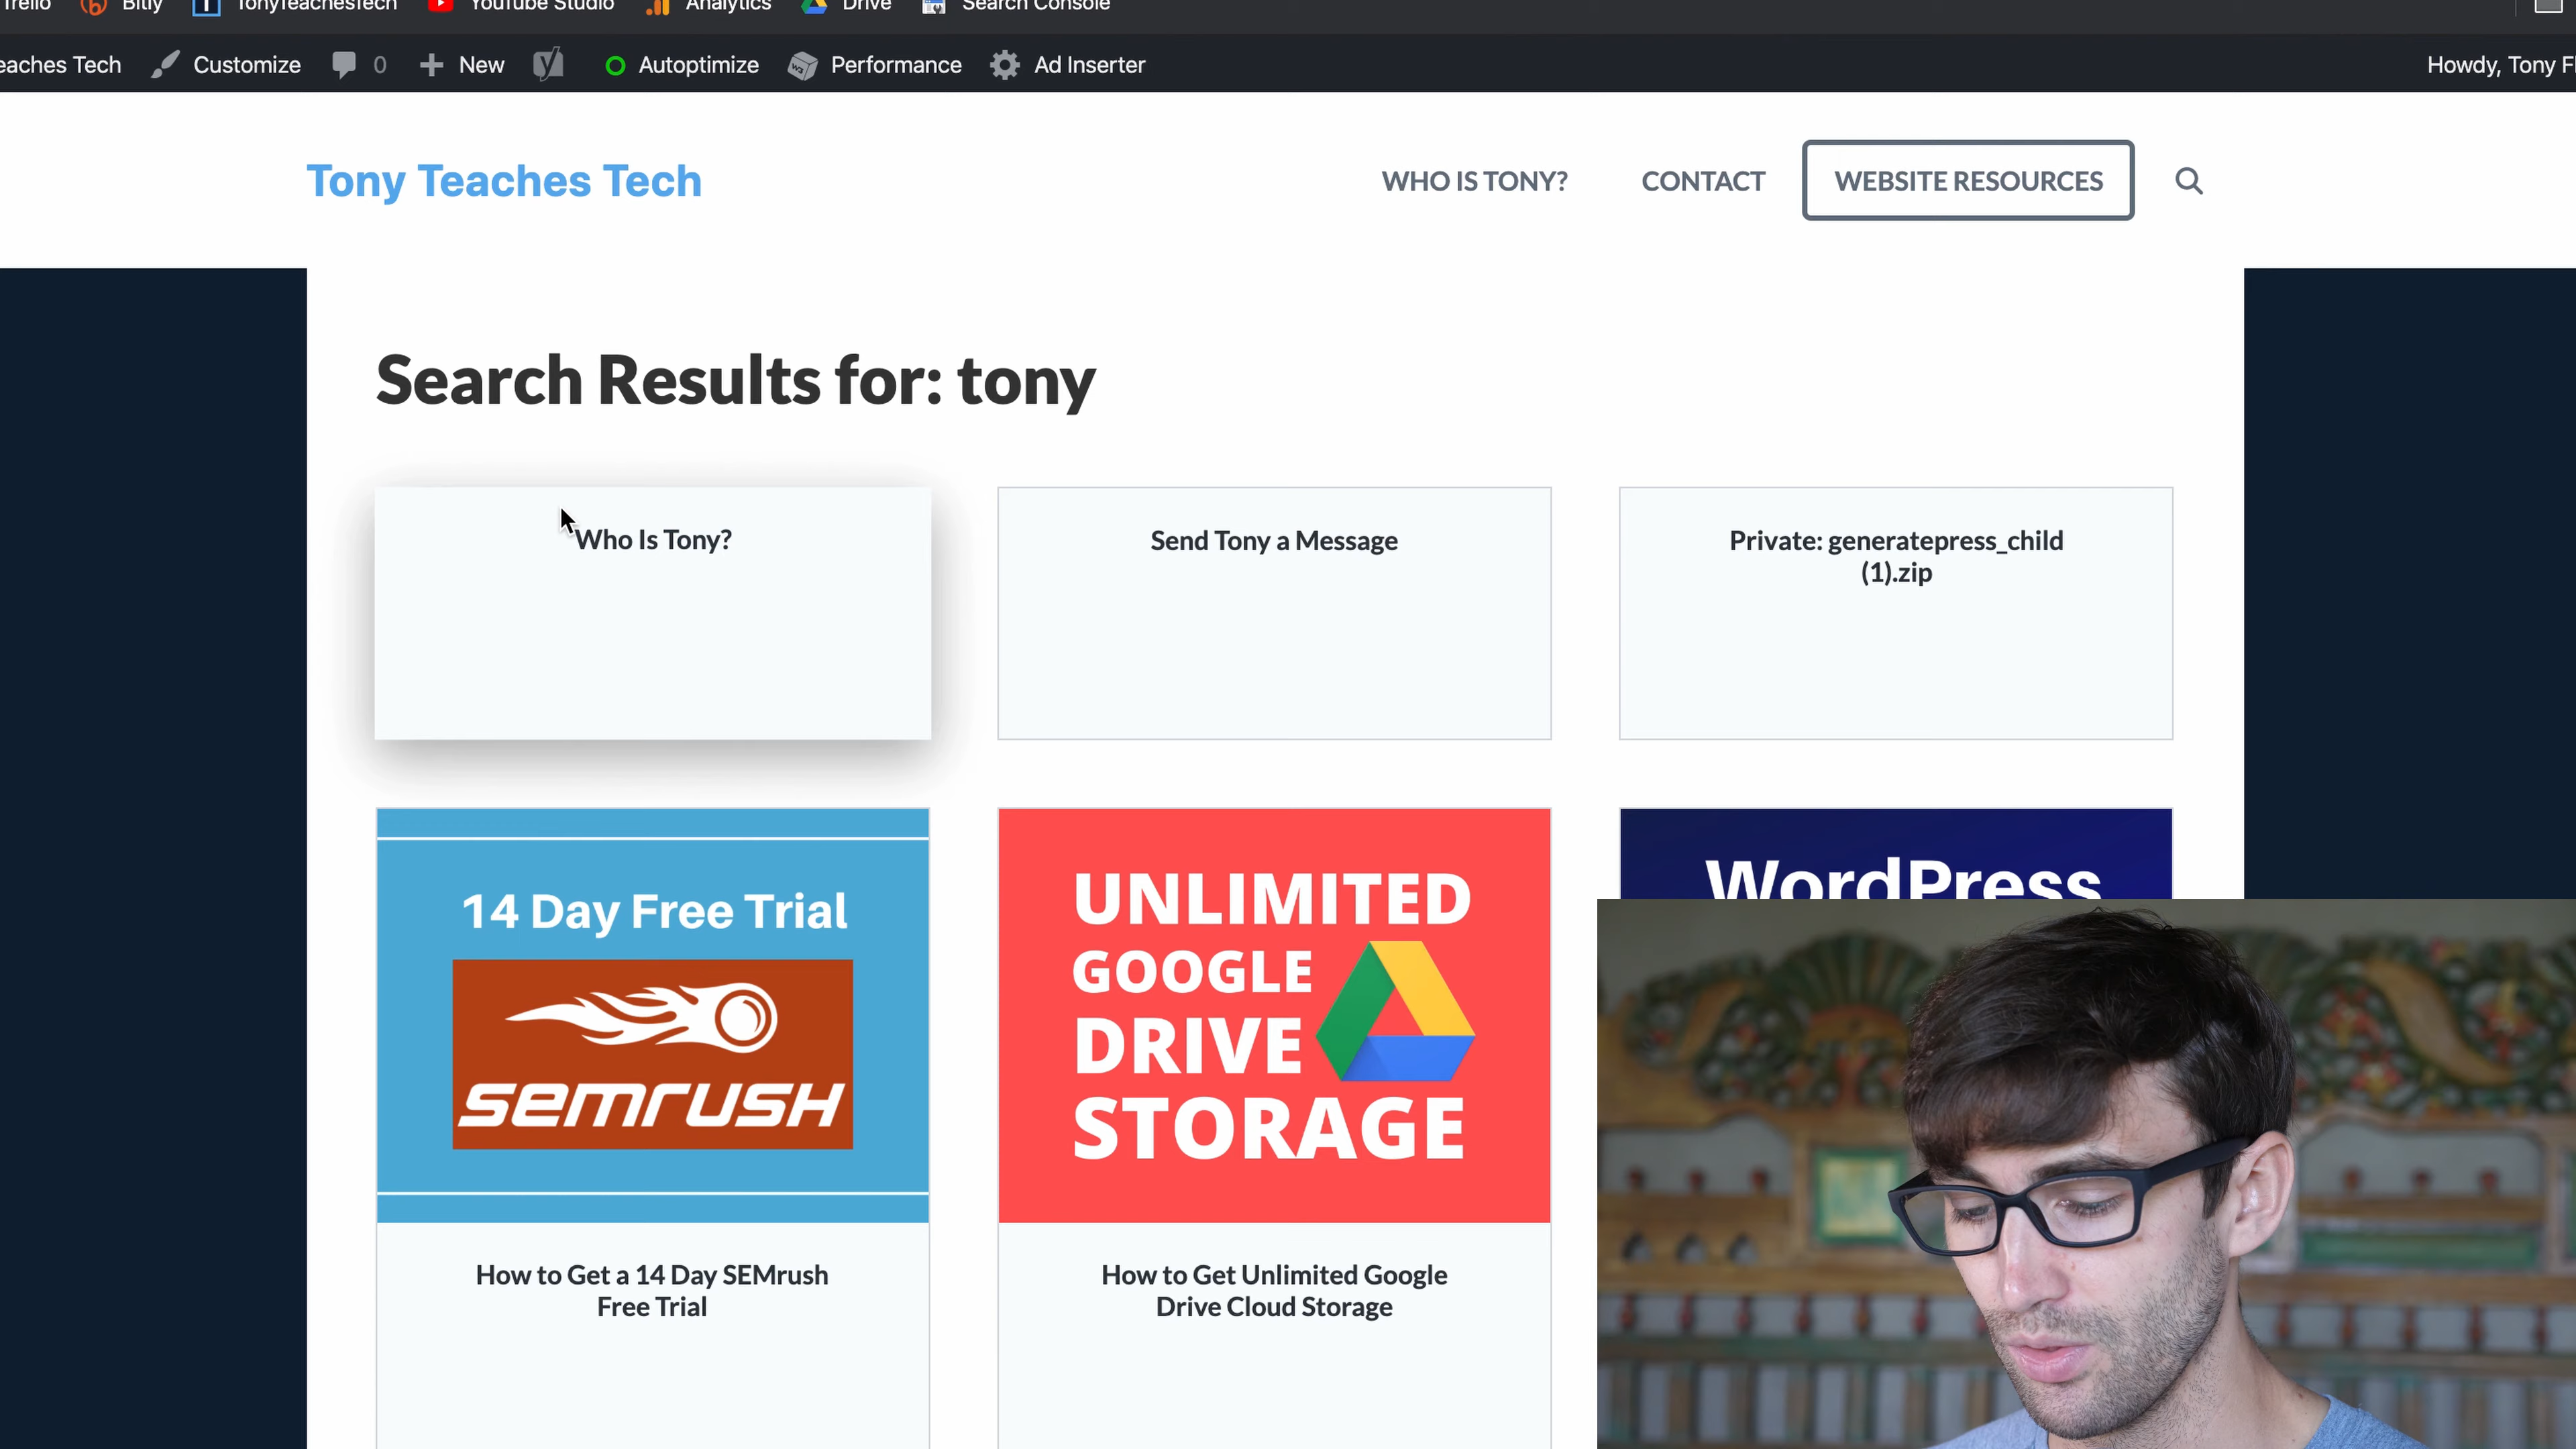 Trello Bitly TonyTeachesTech YouTube Studio Analytics Drive Search Console
eaches Tech Customize 0 New Autoptimize Performance Ad Inserter Howdy, Tony Fl
Tony Teaches Tech WHO IS TONY? CONTACT WEBSITE RESOURCES
Search Results for: tony
Who Is Tony?
Send Tony a Message
Private: generatepress_child
(1).zip
14 Day Free Trial
semrush
UNLIMITED
GOOGLE
DRIVE
STORAGE
WordPress
How to Get a 14 Day SEMrush
Free Trial
How to Get Unlimited Google
Drive Cloud Storage